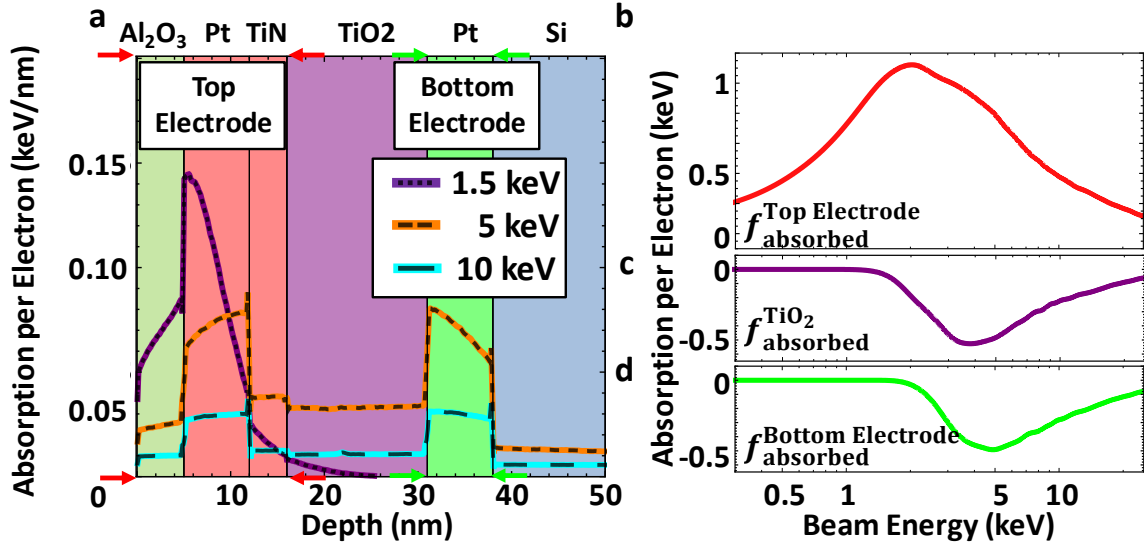 a
Al2O3 Pt TiN TiO2 Pt Si
Absorption per Electron (keV/nm)
Top
Electrode
Bottom
Electrode
0.15
0.10
0.05
0
1.5 keV
5 keV
10 keV
10 20 30 40 50
Depth (nm)
b
1
0.5
0
f absorbed Top Electrode
Absorption per Electron (keV)
c
0
-0.5
f absorbed TiO2
d
0
-0.5
f absorbed Bottom Electrode
0.5 1 5 10
Beam Energy (keV)